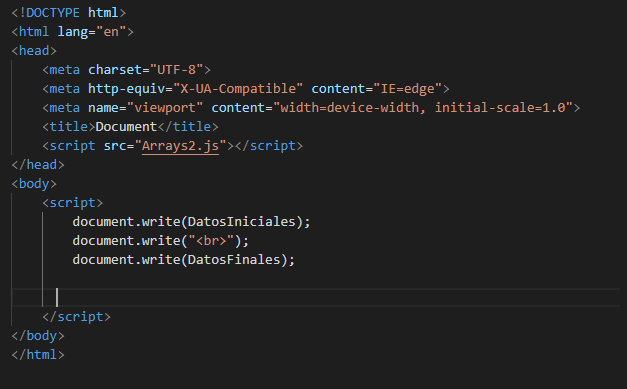 <!DOCTYPE html>
<html lang="en">
<head>
    <meta charset="UTF-8">
    <meta http-equiv="X-UA-Compatible" content="IE=edge">
    <meta name="viewport" content="width=device-width, initial-scale=1.0">
    <title>Document</title>
    <script src="Arrays2.js"></script>
</head>
<body>
    <script>
        document.write(DatosIniciales);
        document.write("<br>");
        document.write(DatosFinales);
    </script>
</body>
</html>